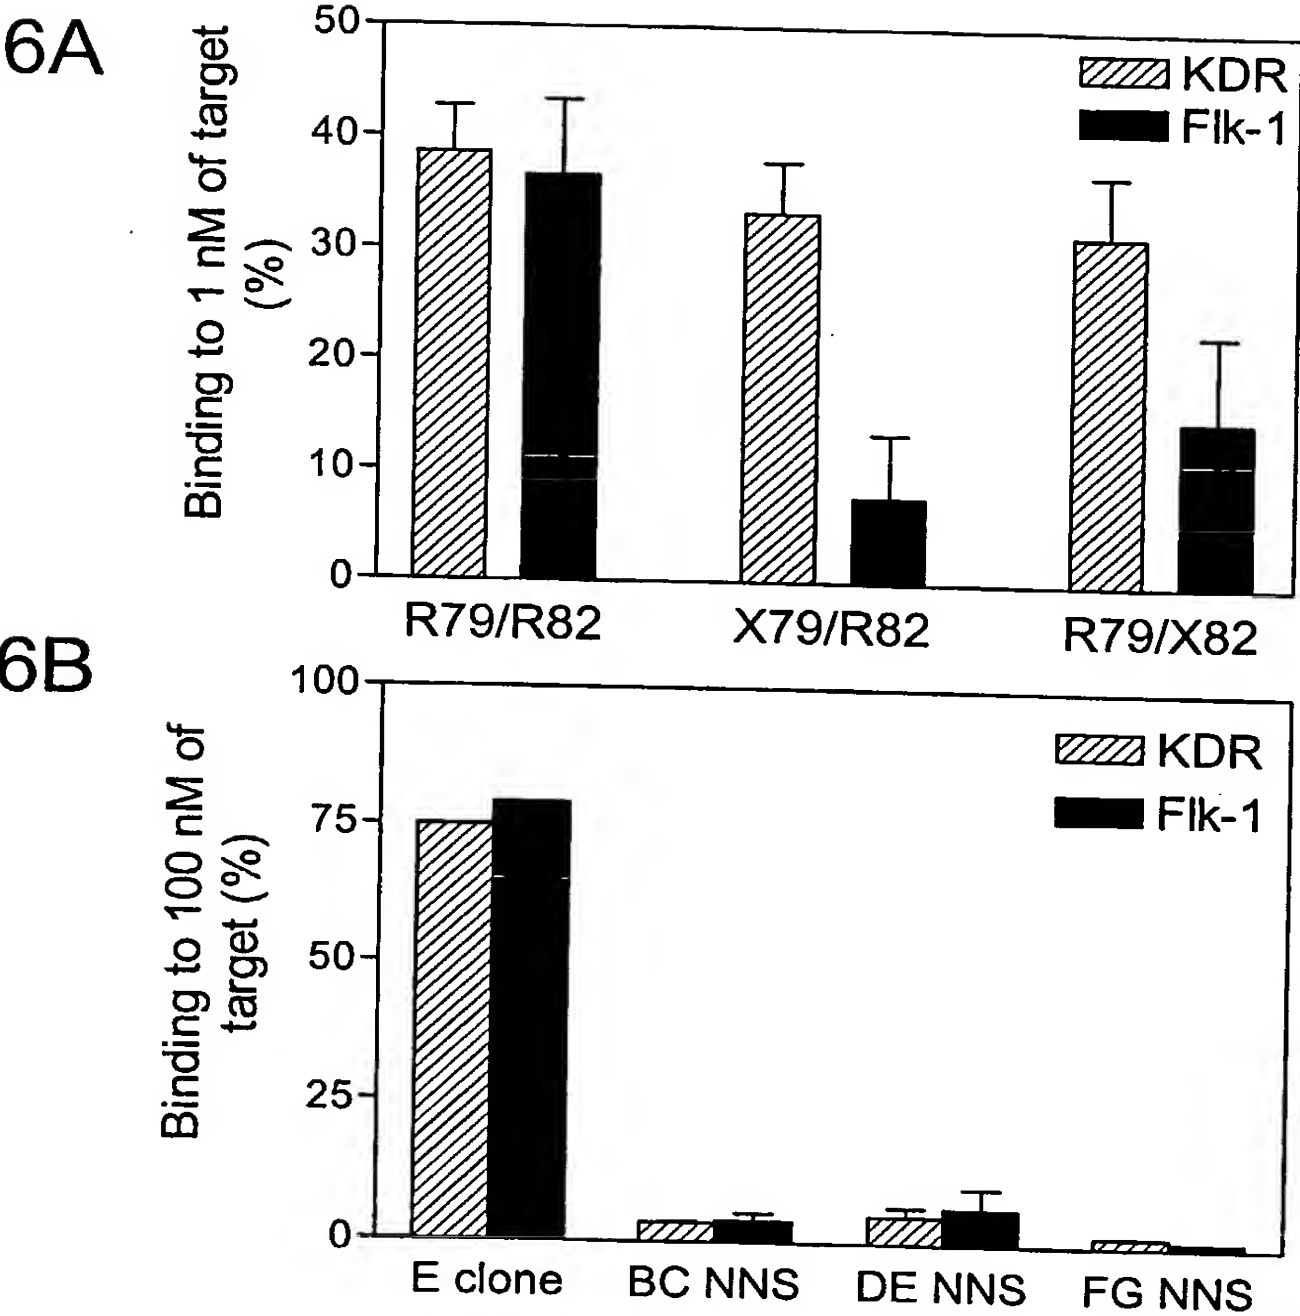 6A
Binding to 1 nM of target
(%)
50
40
30
20
10
0
KDR
Flk-1
R79/R82
X79/R82
R79/X82
6B
Binding to 100 nM of
target (%)
100
75
50
25
0
KDR
Flk-1
E clone
BC NNS
DE NNS
FG NNS